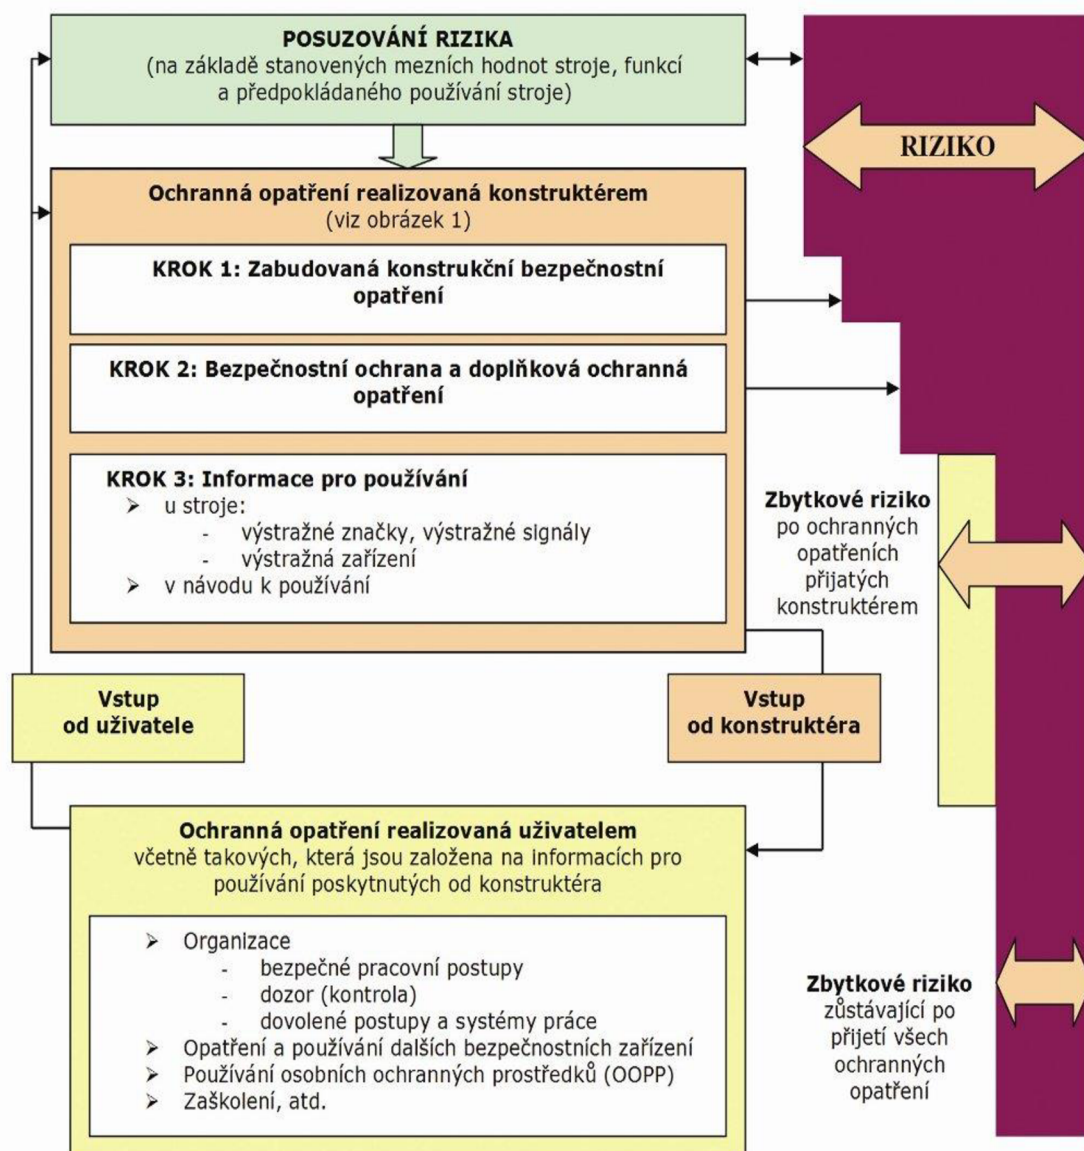 POSUZOVÁNÍ RIZIKA
(na základě stanovených mezních hodnot stroje, funkcí
a předpokládaného používání stroje)
RIZIKO
Ochranná opatření realizovaná konstruktérem
(viz obrázek 1)
KROK 1: Zabudovaná konstrukční bezpečnostní
opatření
KROK 2: Bezpečnostní ochrana a doplňková ochranná
opatření
KROK 3: Informace pro používání
➢ u stroje:
- výstražné značky, výstražné signály
- výstražná zařízení
➢ v návodu k používání
Zbytkové riziko
po ochranných
opatřeních
přijatých
konstruktérem
Vstup
od uživatele
Vstup
od konstruktéra
Ochranná opatření realizovaná uživatelem
včetně takových, která jsou založena na informacích pro
používání poskytnutých od konstruktéra
➢ Organizace
- bezpečné pracovní postupy
- dozor (kontrola)
- dovolené postupy a systémy práce
➢ Opatření a používání dalších bezpečnostních zařízení
➢ Používání osobních ochranných prostředků (OOPP)
➢ Zaškolení, atd.
Zbytkové riziko
zůstávající po
přijetí všech
ochranných
opatření